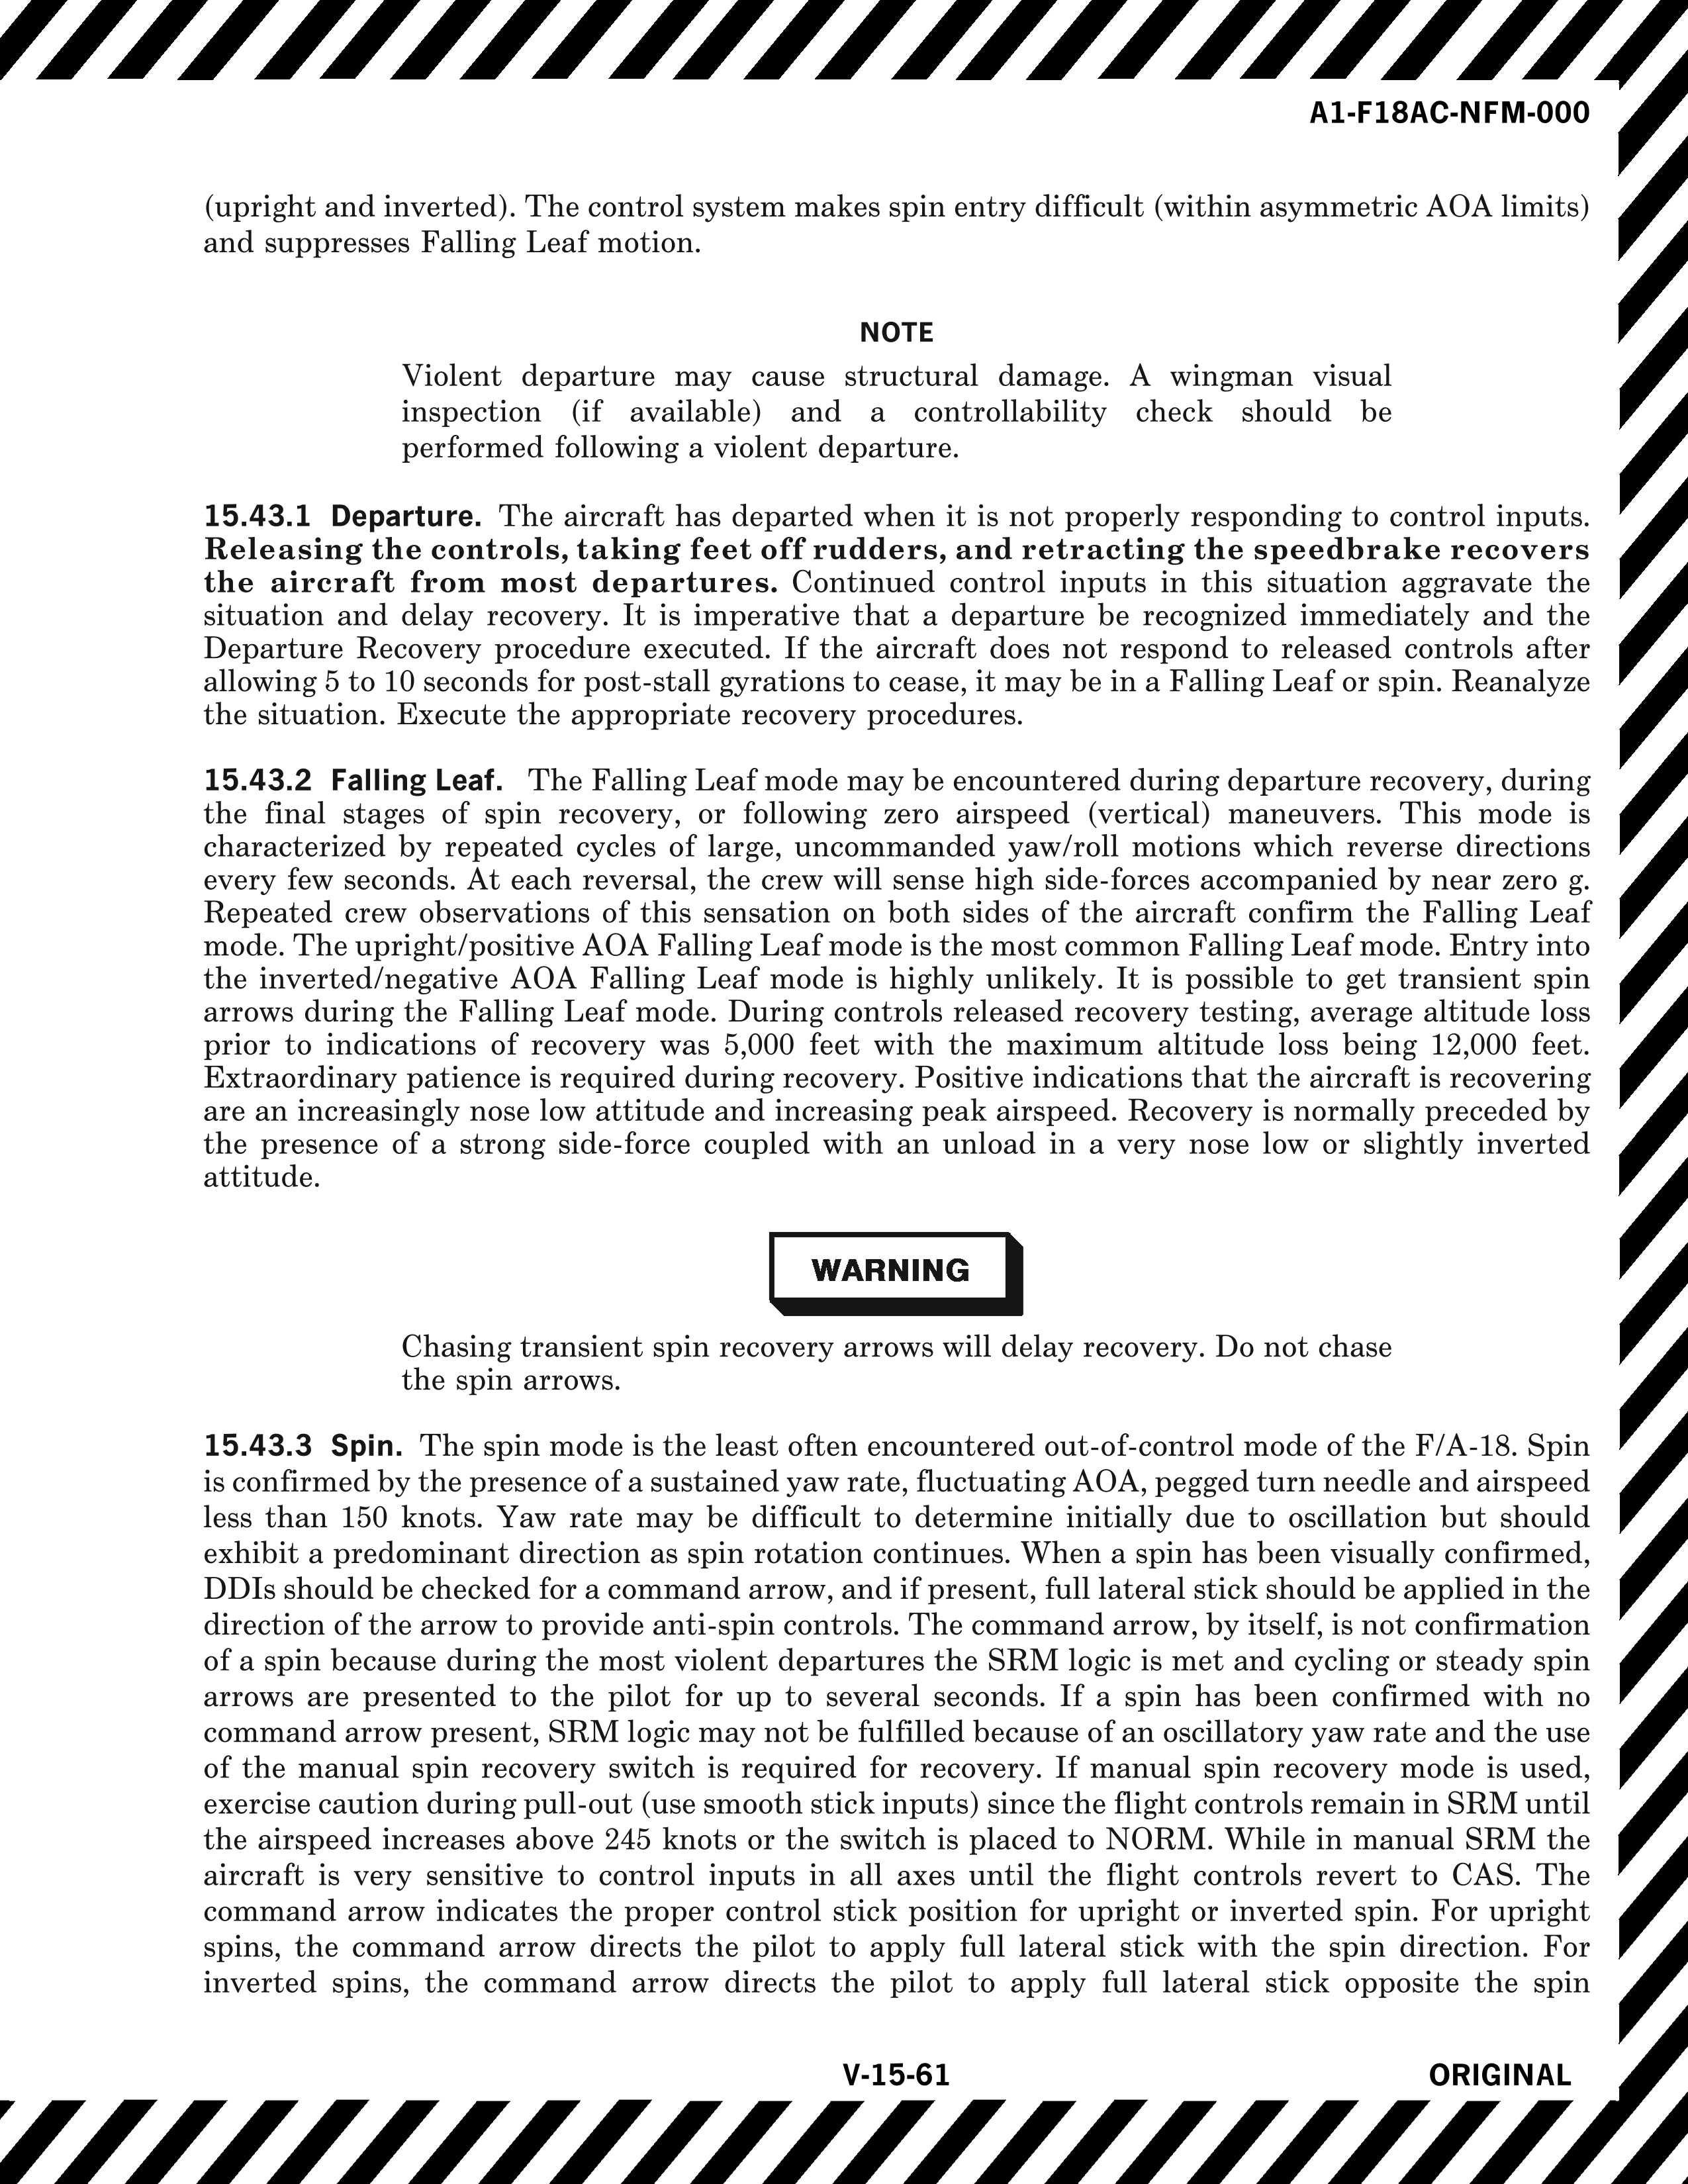 A1-F18AC-NFM-000
(upright and inverted). The control system makes spin entry difficult (within asymmetric AOA limits)
and suppresses Falling Leaf motion.
NOTE
Violent departure may cause structural damage. A wingman visual
inspection (if available) and a controllability check should be
performed following a violent departure.
15.43.1 Departure. The aircraft has departed when it is not properly responding to control inputs.
Releasing the controls, taking feet off rudders, and retracting the speedbrake recovers
the aircraft from most departures. Continued control inputs in this situation aggravate the
situation and delay recovery. It is imperative that a departure be recognized immediately and the
Departure Recovery procedure executed. If the aircraft does not respond to released controls after
allowing 5 to 10 seconds for post-stall gyrations to cease, it may be in a Falling Leaf or spin. Reanalyze
the situation. Execute the appropriate recovery procedures.
15.43.2 Falling Leaf. The Falling Leaf mode may be encountered during departure recovery, during
the final stages of spin recovery, or following zero airspeed (vertical) maneuvers. This mode is
characterized by repeated cycles of large, uncommanded yaw/roll motions which reverse directions
every few seconds. At each reversal, the crew will sense high side-forces accompanied by near zero g.
Repeated crew observations of this sensation on both sides of the aircraft confirm the Falling Leaf
mode. The upright/positive AOA Falling Leaf mode is the most common Falling Leaf mode. Entry into
the inverted/negative AOA Falling Leaf mode is highly unlikely. It is possible to get transient spin
arrows during the Falling Leaf mode. During controls released recovery testing, average altitude loss
prior to indications of recovery was 5,000 feet with the maximum altitude loss being 12,000 feet.
Extraordinary patience is required during recovery. Positive indications that the aircraft is recovering
are an increasingly nose low attitude and increasing peak airspeed. Recovery is normally preceded by
the presence of a strong side-force coupled with an unload in a very nose low or slightly inverted
attitude.
WARNING
Chasing transient spin recovery arrows will delay recovery. Do not chase
the spin arrows.
15.43.3 Spin. The spin mode is the least often encountered out-of-control mode of the F/A-18. Spin
is confirmed by the presence of a sustained yaw rate, fluctuating AOA, pegged turn needle and airspeed
less than 150 knots. Yaw rate may be difficult to determine initially due to oscillation but should
exhibit a predominant direction as spin rotation continues. When a spin has been visually confirmed,
DDIs should be checked for a command arrow, and if present, full lateral stick should be applied in the
direction of the arrow to provide anti-spin controls. The command arrow, by itself, is not confirmation
of a spin because during the most violent departures the SRM logic is met and cycling or steady spin
arrows are presented to the pilot for up to several seconds. If a spin has been confirmed with no
command arrow present, SRM logic may not be fulfilled because of an oscillatory yaw rate and the use
of the manual spin recovery switch is required for recovery. If manual spin recovery mode is used,
exercise caution during pull-out (use smooth stick inputs) since the flight controls remain in SRM until
the airspeed increases above 245 knots or the switch is placed to NORM. While in manual SRM the
aircraft is very sensitive to control inputs in all axes until the flight controls revert to CAS. The
command arrow indicates the proper control stick position for upright or inverted spin. For upright
spins, the command arrow directs the pilot to apply full lateral stick with the spin direction. For
inverted spins, the command arrow directs the pilot to apply full lateral stick opposite the spin
V-15-61
ORIGINAL